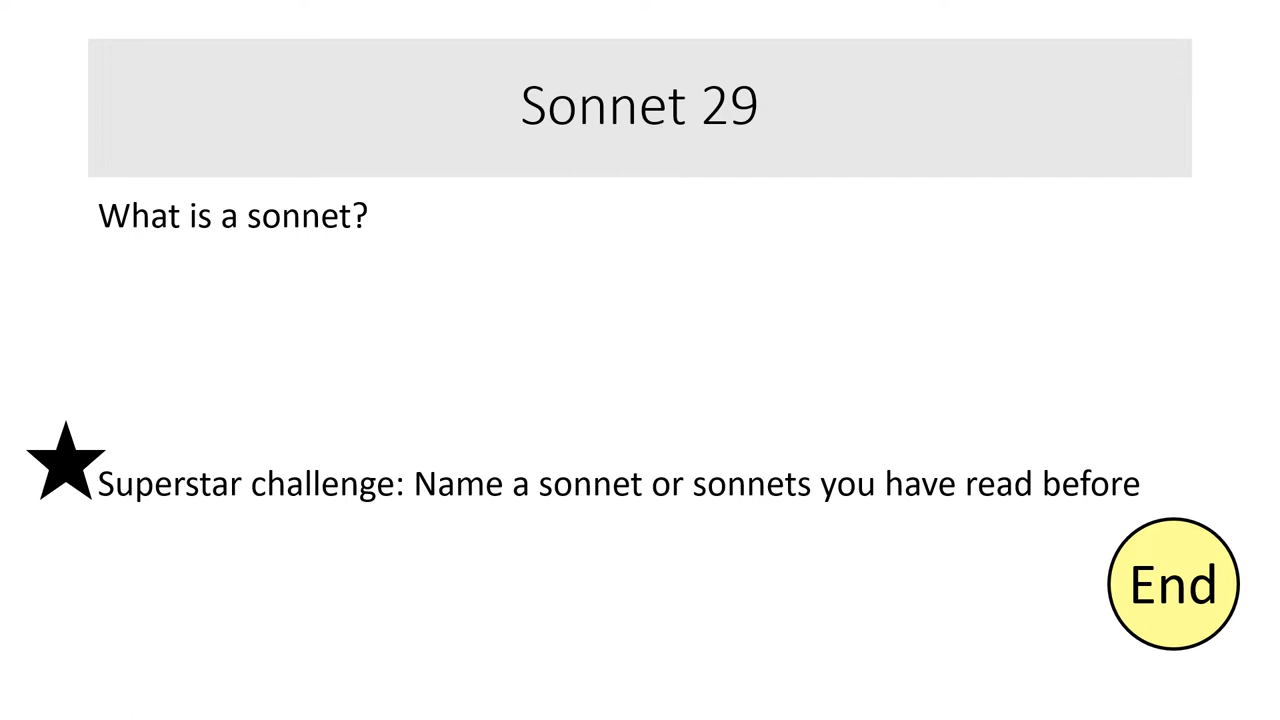 Sonnet 29
What is a sonnet?
Superstar challenge: Name a sonnet or sonnets you have read before
End